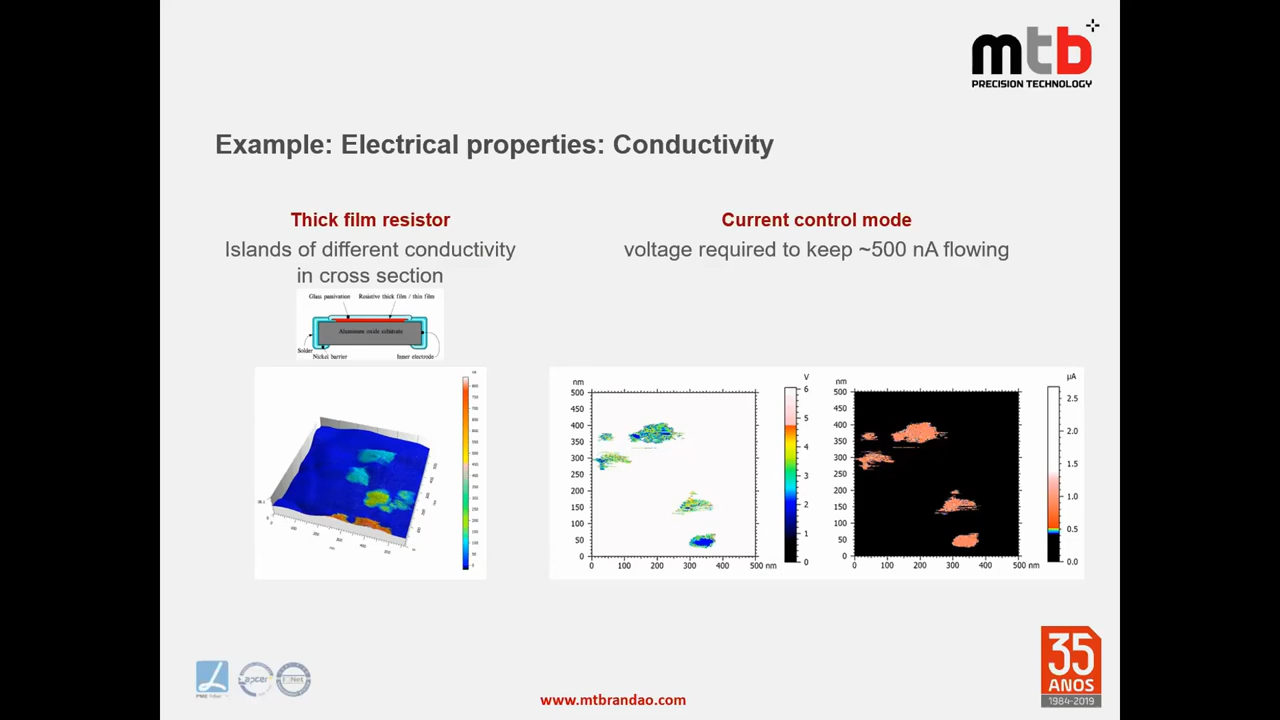 mtb
PRECISION TECHNOLOGY
Example: Electrical properties: Conductivity
Thick film resistor
Islands of different conductivity
in cross section
Glass passivation
Resistive thick film / thin film
Aluminum oxide substrate
Solder
Nickel barrier
Inner electrode
Current control mode
voltage required to keep ~500 nA flowing
nm
500
450
400
350
300
250
200
150
100
50
0
0 100 200 300 400 500 nm
V
6
5
4
3
2
1
0
nm
500
450
400
350
300
250
200
150
100
50
0
0 100 200 300 400 500 nm
µA
2.5
2.0
1.5
1.0
0.5
0.0
apcer
www.mtbrandao.com
35
ANOS
1984-2019